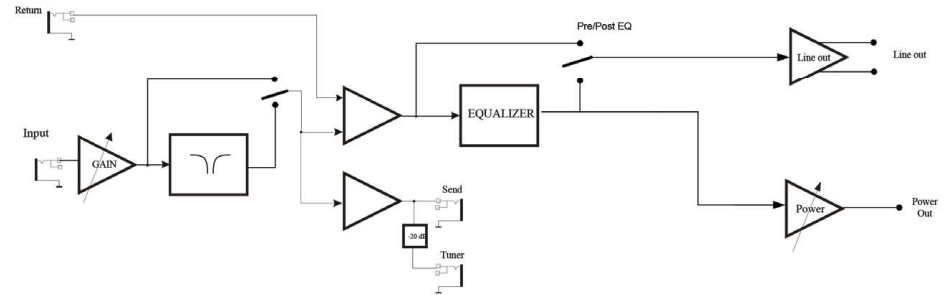 Return
Pre/Post EQ
Line out
Line out
Input
GAIN
EQUALIZER
Send
-20 dB
Power
Power
Out
Tuner